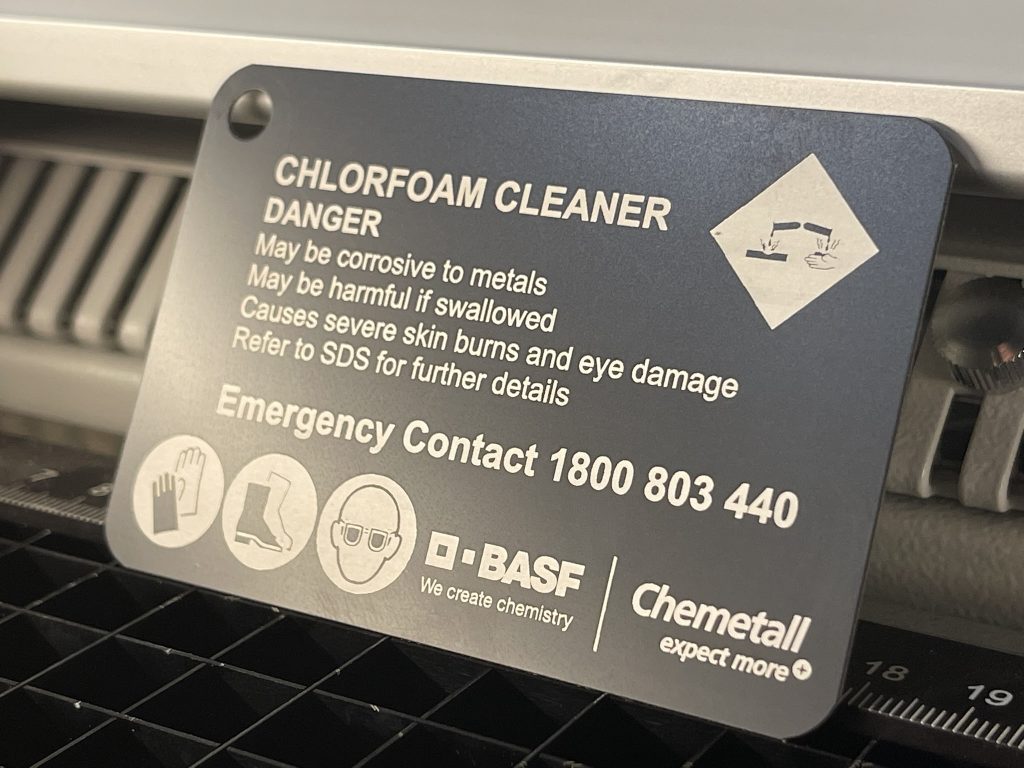 CHLORFOAM CLEANER
DANGER
May be corrosive to metals
May be harmful if swallowed
Causes severe skin burns and eye damage
Refer to SDS for further details
Emergency Contact 1800 803 440
BASF
We create chemistry
Chemetall
expect more
7
18
19